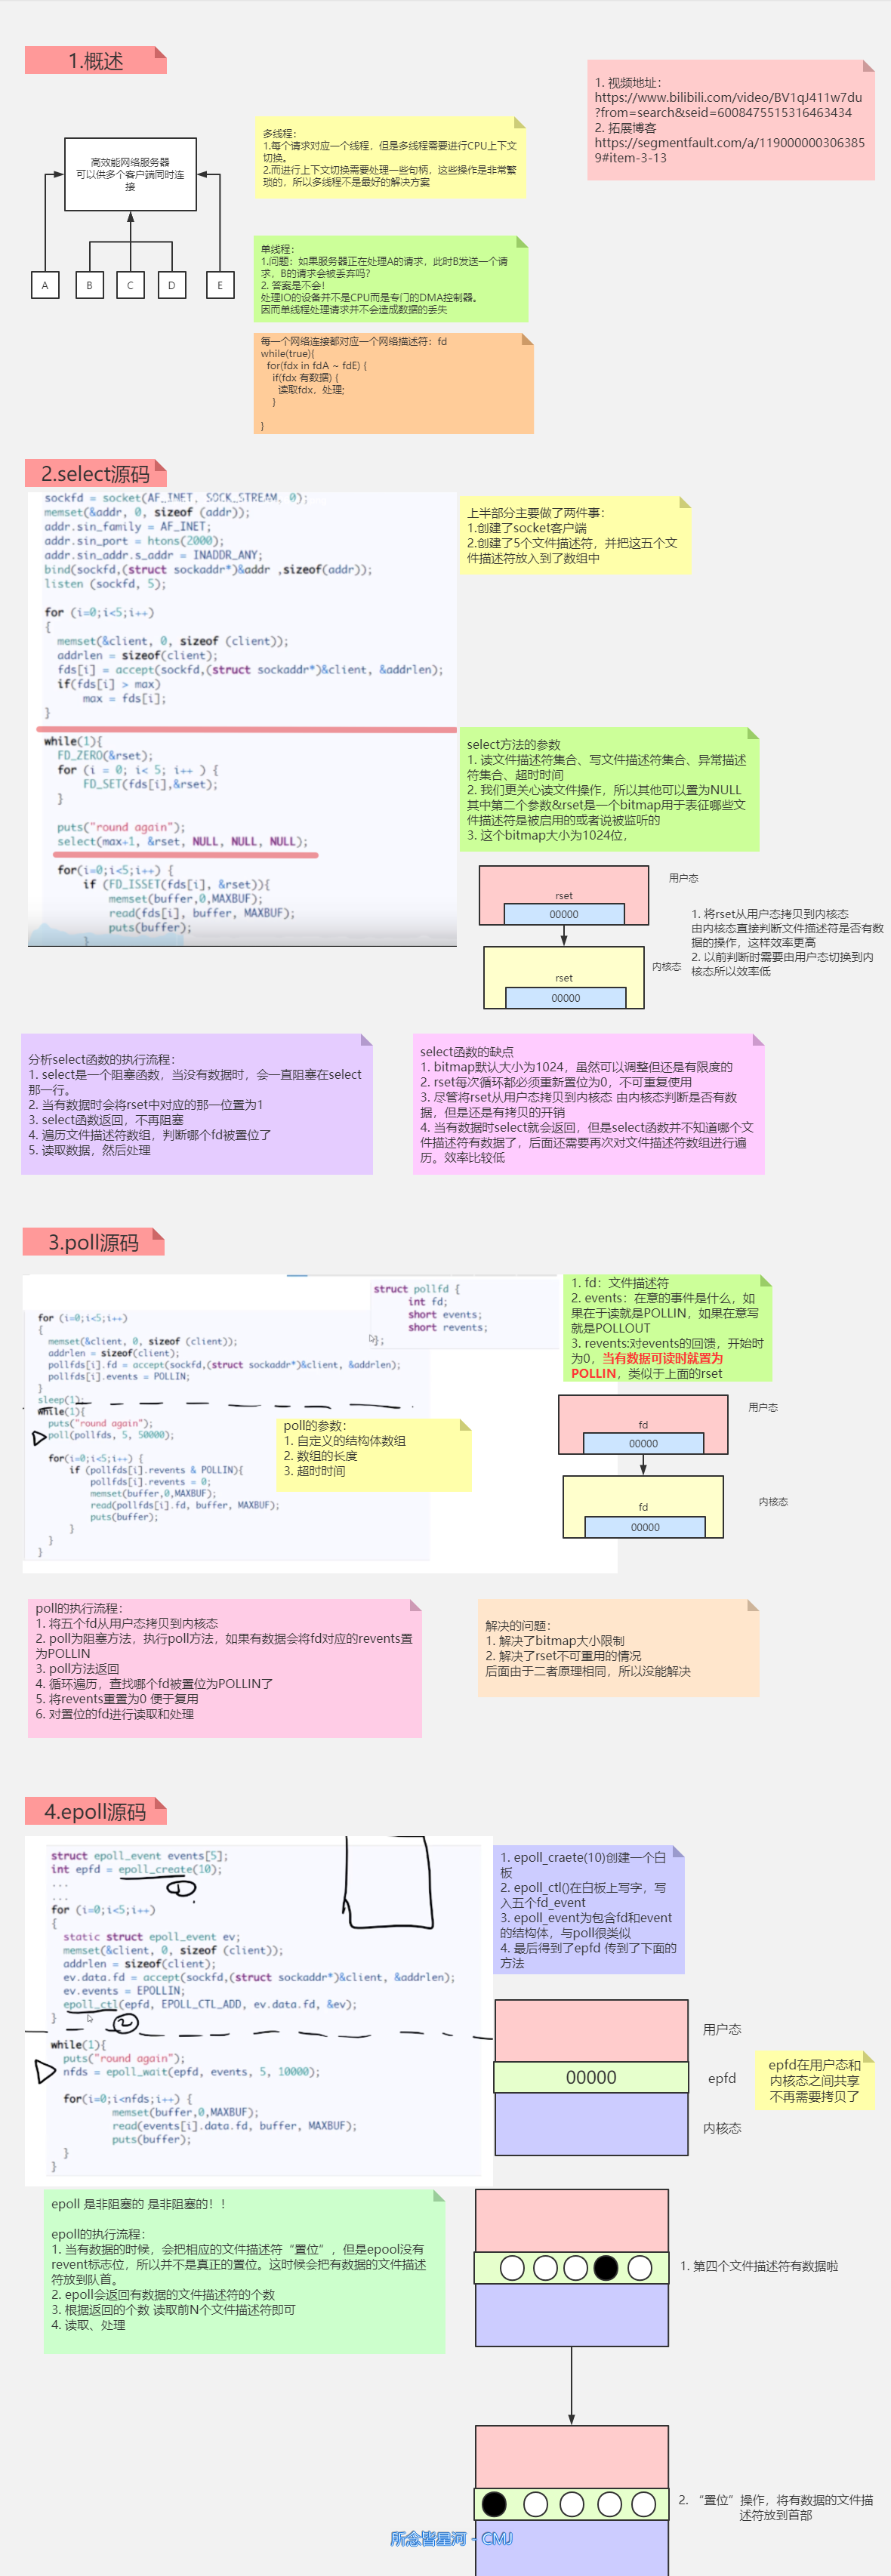 1.概述
1. 视频地址：
https://www.bilibili.com/video/BV1qJ411w7du
?from=search&seid=6008475515316463434
2. 拓展博客
https://segmentfault.com/a/119000000306385
9#item-3-13
高效能网络服务器
可以供多个客户端同时连
接
A
B
C
D
E
多线程：
1.每个请求对应一个线程，但是多线程需要进行CPU上下文
切换。
2.而进行上下文切换需要处理一些句柄，这些操作是非常繁
琐的，所以多线程不是最好的解决方案
单线程：
1.问题：如果服务器正在处理A的请求，此时B发送一个请
求，B的请求会被丢弃吗？
2. 答案是不会！
处理IO的设备并不是CPU而是专门的DMA控制器。
因而单线程处理请求并不会造成数据的丢失
每一个网络连接都对应一个网络描述符：fd
while(true){
for(fdx in fdA ~ fdE) {
if(fdx 有数据) {
读取fdx，处理;
}
}
2.select源码
sockfd = socket(AF_INET, SOCK_STREAM, 0);
memset(&addr, 0, sizeof (addr));
addr.sin_family = AF_INET;
addr.sin_port = htons(2000);
addr.sin_addr.s_addr = INADDR_ANY;
bind(sockfd,(struct sockaddr*)&addr ,sizeof(addr));
listen (sockfd, 5);
for (i=0;i<5;i++)
{
memset(&client, 0, sizeof (client));
addrlen = sizeof(client);
fds[i] = accept(sockfd,(struct sockaddr*)&client, &addrlen);
if(fds[i] > max)
max = fds[i];
}
while(1){
FD_ZERO(&rset);
for (i = 0; i< 5; i++ ) {
FD_SET(fds[i],&rset);
}
puts("round again");
select(max+1, &rset, NULL, NULL, NULL);
for(i=0;i<5;i++) {
if (FD_ISSET(fds[i], &rset)){
memset(buffer,0,MAXBUF);
read(fds[i], buffer, MAXBUF);
puts(buffer);
}
上半部分主要做了两件事：
1.创建了socket客户端
2.创建了5个文件描述符，并把这五个文
件描述符放入到了数组中
select方法的参数
1. 读文件描述符集合、写文件描述符集合、异常描述
符集合、超时时间
2. 我们更关心读文件操作，所以其他可以置为NULL
其中第二个参数&rset是一个bitmap用于表征哪些文
件描述符是被启用的或者说被监听的
3. 这个bitmap大小为1024位，
rset
00000
用户态
rset
00000
内核态
1. 将rset从用户态拷贝到内核态
由内核态直接判断文件描述符是否有数
据的操作，这样效率更高
2. 以前判断时需要由用户态切换到内
核态所以效率低
分析select函数的执行流程：
1. select是一个阻塞函数，当没有数据时，会一直阻塞在select
那一行。
2. 当有数据时会将rset中对应的那一位置为1
3. select函数返回，不再阻塞
4. 遍历文件描述符数组，判断哪个fd被置位了
5. 读取数据，然后处理
select函数的缺点
1. bitmap默认大小为1024，虽然可以调整但还是有限度的
2. rset每次循环都必须重新置位为0，不可重复使用
3. 尽管将rset从用户态拷贝到内核态 由内核态判断是否有数
据，但是还是有拷贝的开销
4. 当有数据时select就会返回，但是select函数并不知道哪个文
件描述符有数据了，后面还需要再次对文件描述符数组进行遍
历。效率比较低
3.poll源码
struct pollfd {
int fd;
short events;
short revents;
};
for (i=0;i<5;i++)
{
memset(&client, 0, sizeof (client));
addrlen = sizeof(client);
pollfds[i].fd = accept(sockfd,(struct sockaddr*)&client, &addrlen);
pollfds[i].events = POLLIN;
}
sleep(1);
while(1){
puts("round again");
poll(pollfds, 5, 50000);
for(i=0;i<5;i++) {
if (pollfds[i].revents & POLLIN){
pollfds[i].revents = 0;
memset(buffer,0,MAXBUF);
read(pollfds[i].fd, buffer, MAXBUF);
puts(buffer);
}
}
}
poll的参数：
1. 自定义的结构体数组
2. 数组的长度
3. 超时时间
1. fd：文件描述符
2. events：在意的事件是什么，如
果在于读就是POLLIN，如果在意写
就是POLLOUT
3. revents:对events的回馈，开始时
为0，当有数据可读时就置为
POLLIN，类似于上面的rset
fd
00000
用户态
fd
00000
内核态
poll的执行流程：
1. 将五个fd从用户态拷贝到内核态
2. poll为阻塞方法，执行poll方法，如果有数据会将fd对应的revents置
为POLLIN
3. poll方法返回
4. 循环遍历，查找哪个fd被置位为POLLIN了
5. 将revents重置为0 便于复用
6. 对置位的fd进行读取和处理
解决的问题：
1. 解决了bitmap大小限制
2. 解决了rset不可重用的情况
后面由于二者原理相同，所以没能解决
4.epoll源码
struct epoll_event events[5];
int epfd = epoll_create(10);
...
...
for (i=0;i<5;i++)
{
static struct epoll_event ev;
memset(&client, 0, sizeof (client));
addrlen = sizeof(client);
ev.data.fd = accept(sockfd,(struct sockaddr*)&client, &addrlen);
ev.events = EPOLLIN;
epoll_ctl(epfd, EPOLL_CTL_ADD, ev.data.fd, &ev);
}
while(1){
puts("round again");
nfds = epoll_wait(epfd, events, 5, 10000);
for(i=0;i<nfds;i++) {
memset(buffer,0,MAXBUF);
read(events[i].data.fd, buffer, MAXBUF);
puts(buffer);
}
}
1
2
1. epoll_craete(10)创建一个白
板
2. epoll_ctl()在白板上写字，写
入五个fd_event
3. epoll_event为包含fd和event
的结构体，与poll很类似
4. 最后得到了epfd 传到了下面的
方法
用户态
00000
epfd
内核态
epfd在用户态和
内核态之间共享
不再需要拷贝了
epoll 是非阻塞的 是非阻塞的！！
epoll的执行流程：
1. 当有数据的时候，会把相应的文件描述符“置位”，但是epool没有
revent标志位，所以并不是真正的置位。这时候会把有数据的文件描述
符放到队首。
2. epoll会返回有数据的文件描述符的个数
3. 根据返回的个数 读取前N个文件描述符即可
4. 读取、处理
1. 第四个文件描述符有数据啦
2. “置位”操作，将有数据的文件描
述符放到首部
所念皆星河 - CMJ